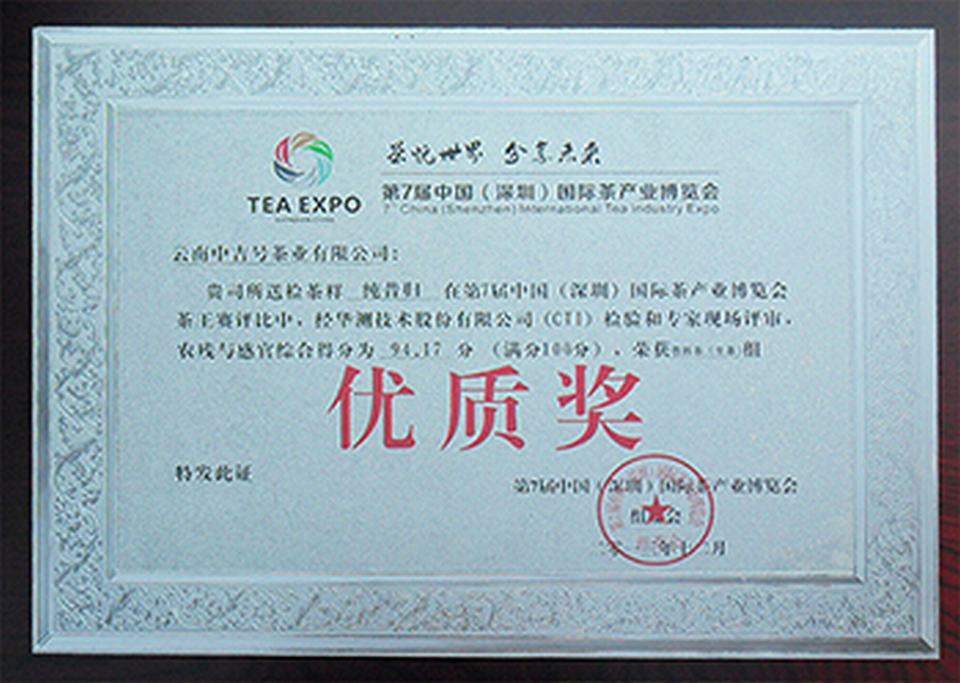 茶悦世界 分享未来
TEA EXPO
第7届中国（深圳）国际茶产业博览会
7th China (Shenzhen) International Tea Industry Expo
云南中吉号茶业有限公司：
贵司所送检茶样 纯昔归 在第7届中国（深圳）国际茶产业博览会
茶王赛评比中，经华测技术股份有限公司（CTI）检验和专家现场评审，
农残与感官综合得分为 94.17 分 （满分100分），荣获组
优质奖
特发此证
第7届中国（深圳）国际茶产业博览会
组委会